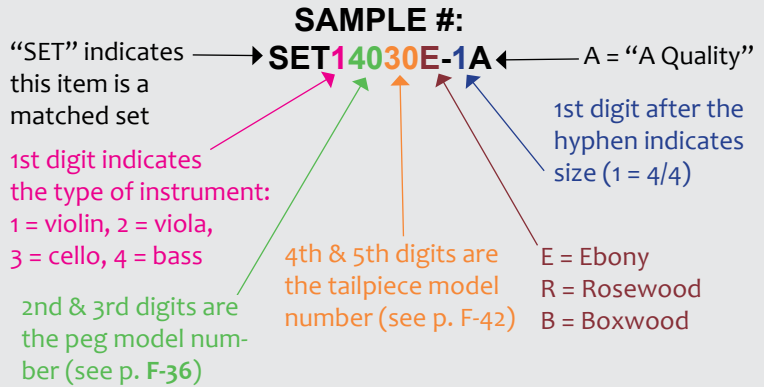 SAMPLE #:
SET14030E-1A
“SET” indicates
this item is a
matched set
A = “A Quality”
1st digit after the
hyphen indicates
size (1 = 4/4)
1st digit indicates
the type of instrument:
1 = violin, 2 = viola,
3 = cello, 4 = bass
4th & 5th digits are
the tailpiece model
number (see p. F-42)
E = Ebony
R = Rosewood
B = Boxwood
2nd & 3rd digits are
the peg model num-
ber (see p. F-36)